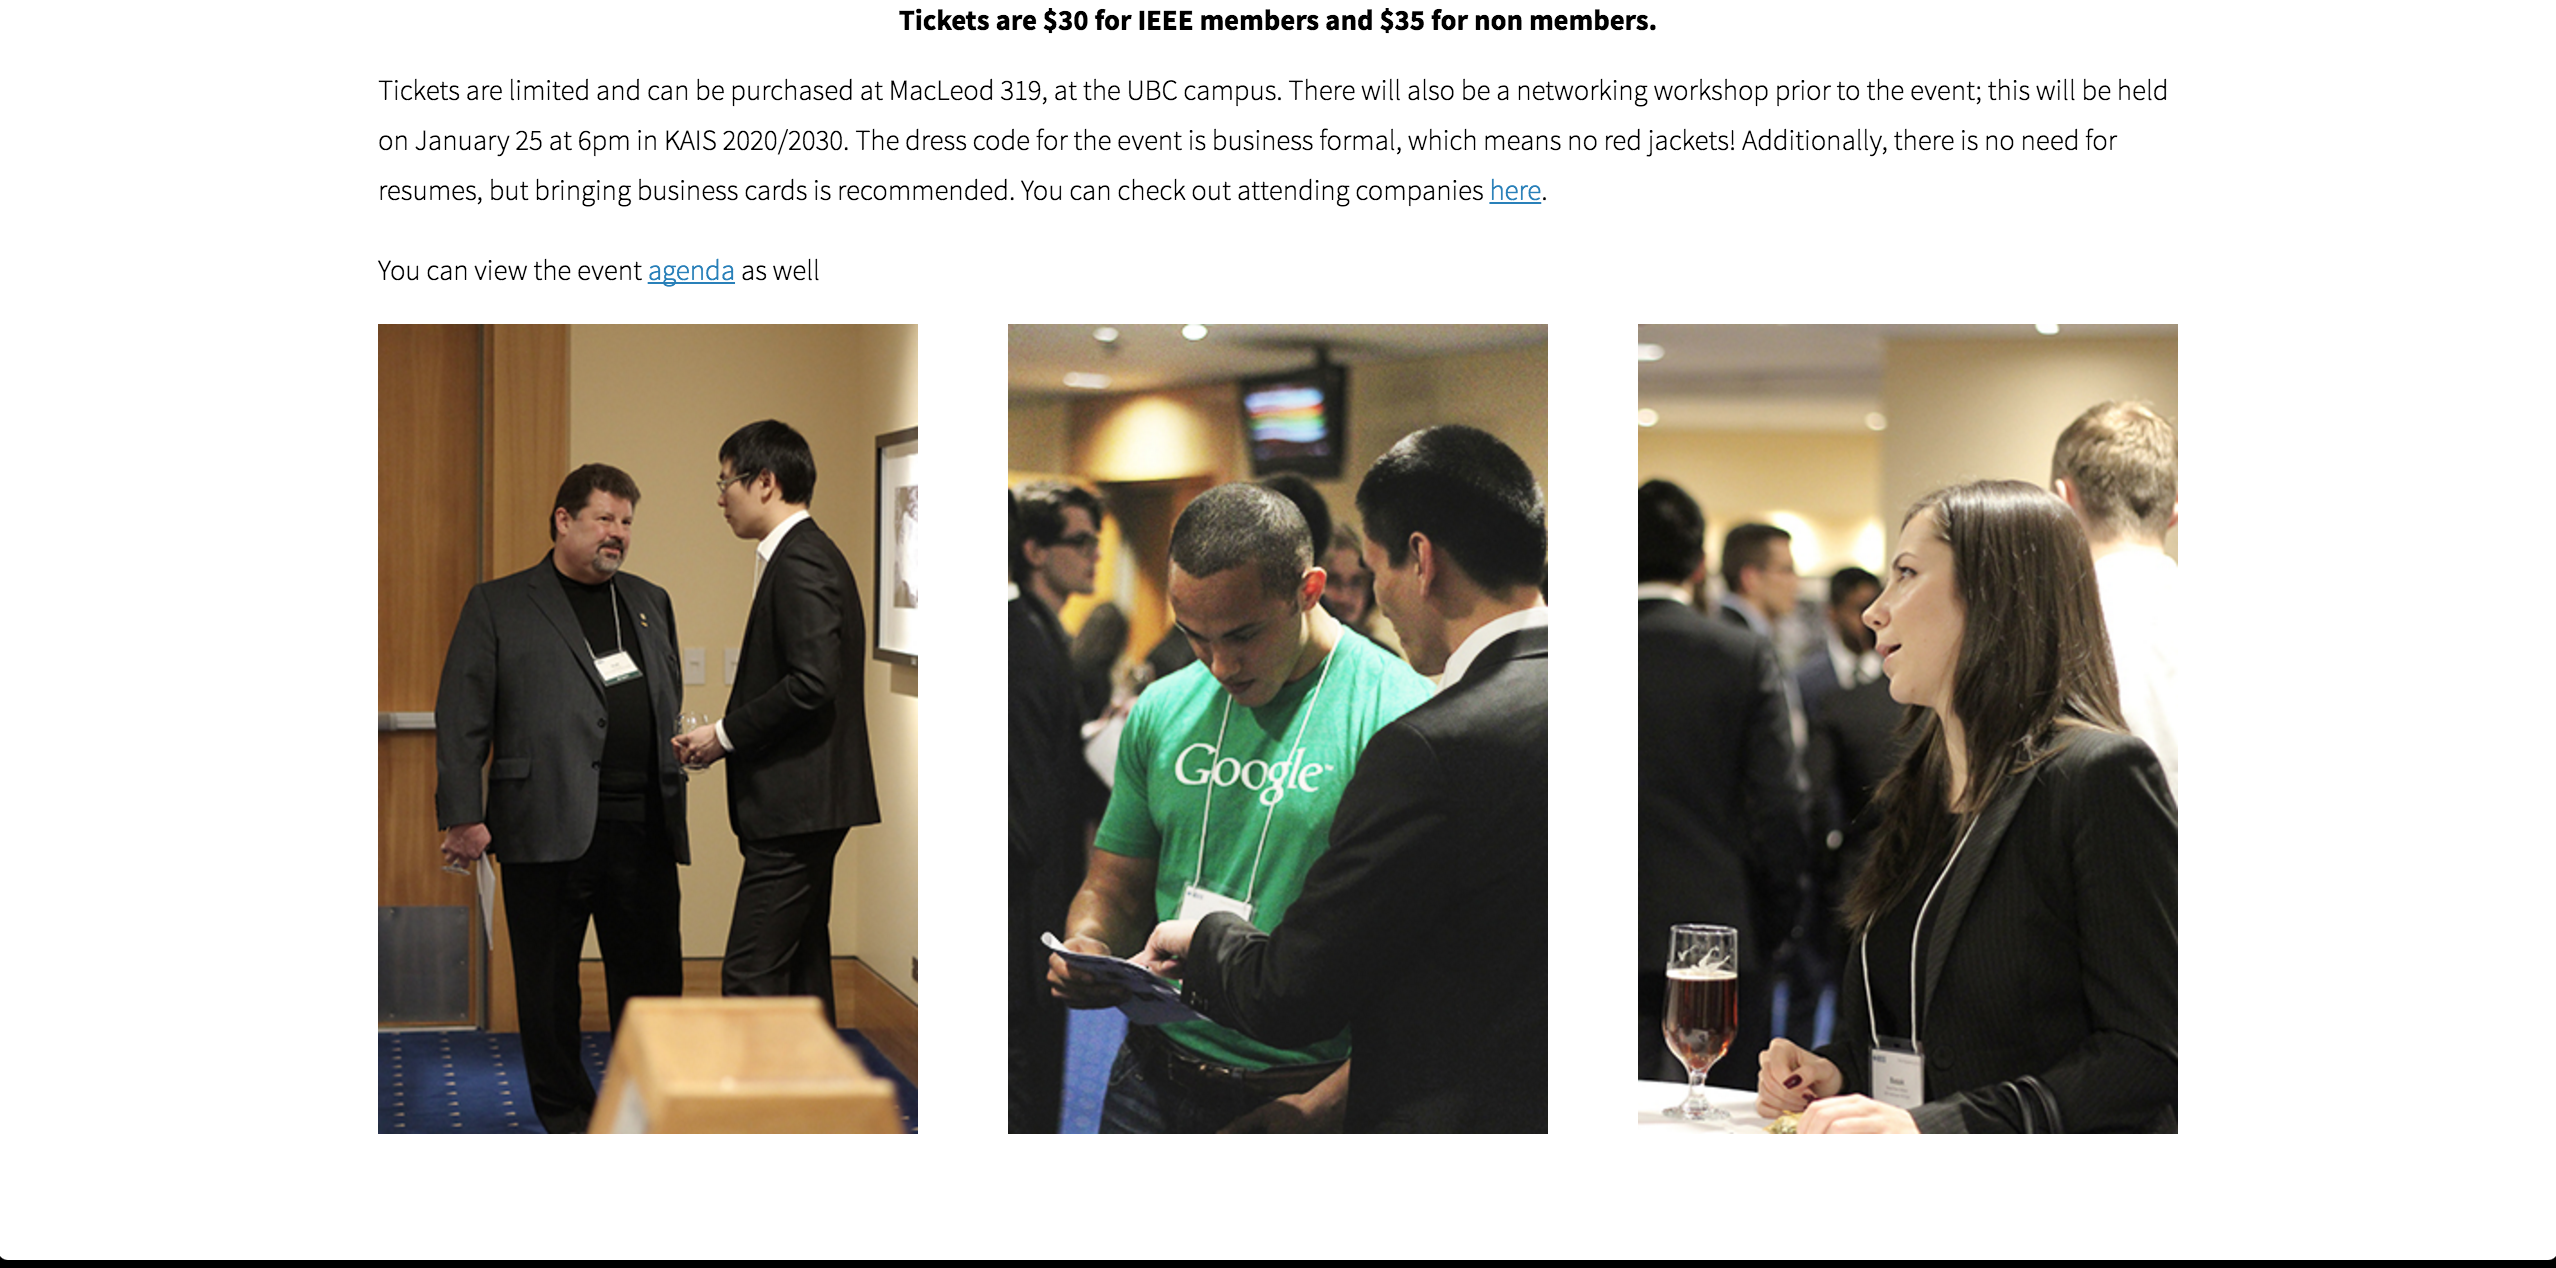 Tickets are $30 for IEEE members and $35 for non members.
Tickets are limited and can be purchased at MacLeod 319, at the UBC campus. There will also be a networking workshop prior to the event; this will be held
on January 25 at 6pm in KAIS 2020/2030. The dress code for the event is business formal, which means no red jackets! Additionally, there is no need for
resumes, but bringing business cards is recommended. You can check out attending companies here.
You can view the event agenda as well
Google